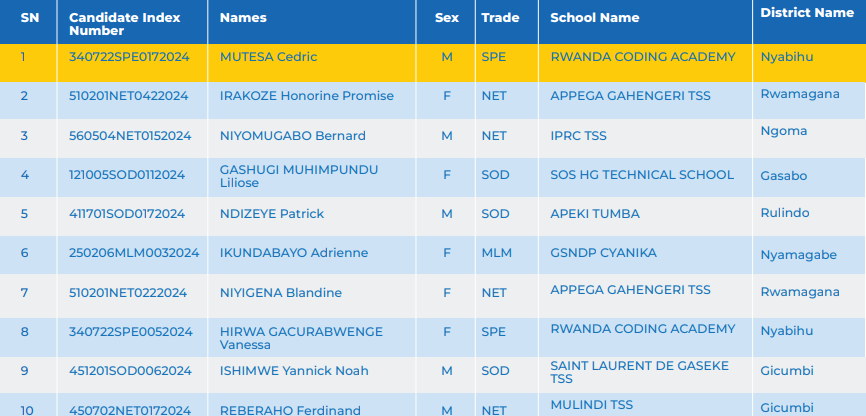 SN Candidate Index Number Names Sex Trade School Name District Name
1 340722SPE0172024 MUTESA Cedric M SPE RWANDA CODING ACADEMY Nyabihu
2 510201NET0422024 IRAKOZE Honorine Promise F NET APPEGA GAHENGERI TSS Rwamagana
3 560504NET0152024 NIYOMUGABO Bernard M NET IPRC TSS Ngoma
4 121005SOD0112024 GASHUGI MUHIMPUNDU Liliose F SOD SOS HG TECHNICAL SCHOOL Gasabo
5 411701SOD0172024 NDIZEYE Patrick M SOD APEKI TUMBA Rulindo
6 250206MLM0032024 IKUNDABAYO Adrienne F MLM GSNDP CYANIKA Nyamagabe
7 510201NET0222024 NIYIGENA Blandine F NET APPEGA GAHENGERI TSS Rwamagana
8 340722SPE0052024 HIRWA GACURABWENGE Vanessa F SPE RWANDA CODING ACADEMY Nyabihu
9 451201SOD0062024 ISHIMWE Yannick Noah M SOD SAINT LAURENT DE GASEKE TSS Gicumbi
10 450702NET0172024 REBERAHO Ferdinand M NET MULINDI TSS Gicumbi